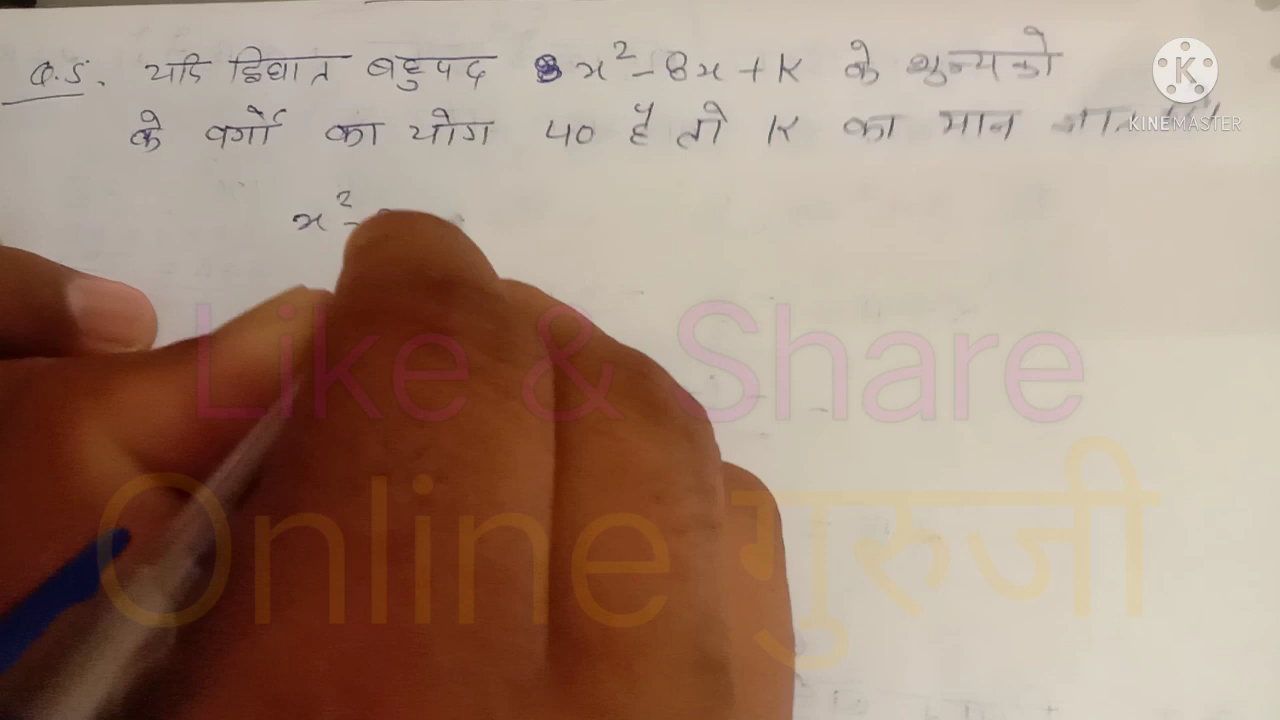 Q.5. यदि द्विघात बहुपद x² - 8x + K के शुन्यको
के वर्गो का योग 40 है तो K का मान
x² -
K
KINEMASTER
Like & Share
Online गुरुजी